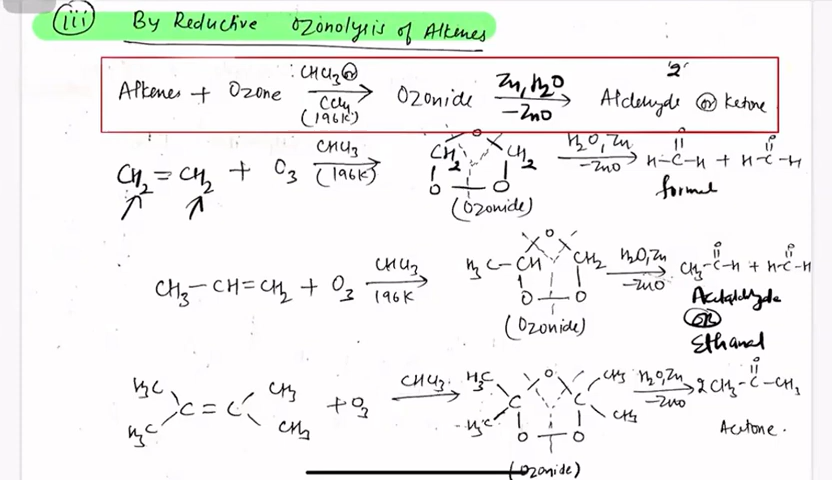 (iii) By Reductive Ozonolysis of Alkenes
Alkenes + Ozone CHCl3 or CCl4 (196K) → Ozonide Zn, H2O -ZnO → '2' Aldehyde or Ketone
CH2 = CH2 + O3 CHCl3 (196K) → CH2 O CH2 O O (Ozonide) H2O, Zn -ZnO → H-C-H O + H-C-H O
formal
CH3-CH=CH2 + O3 CHCl3 196K → H3C-CH O CH2 O O (Ozonide) H2O, Zn -ZnO → CH3-C-H O + H-C-H O
Acetaldehyde
OR
Ethanal
H3C H3C C = C CH3 CH3 + O3 CHCl3 → H3C H3C C O C CH3 CH3 O O (Ozonide) H2O, Zn -ZnO → 2CH3-C-CH3 O
Acetone.